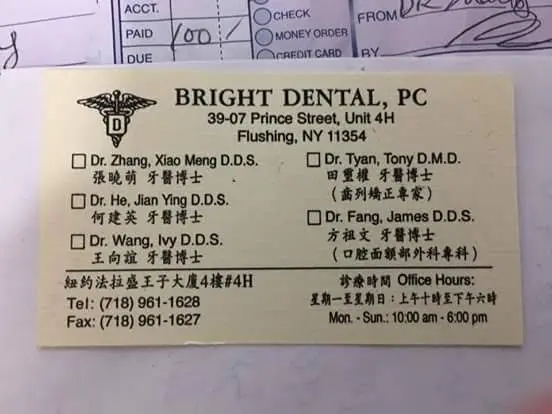 ACCT.
PAID 100
DUE
CHECK
MONEY ORDER
CREDIT CARD
FROM
BY
BRIGHT DENTAL, PC
39-07 Prince Street, Unit 4H
Flushing, NY 11354
D
Dr. Zhang, Xiao Meng D.D.S.
張曉萌 牙醫博士
Dr. He, Jian Ying D.D.S.
何建英 牙醫博士
Dr. Wang, Ivy D.D.S.
王向誼 牙醫博士
Dr. Tyan, Tony D.M.D.
田重權 牙醫博士
(齒列矯正專家)
Dr. Fang, James D.D.S.
方祖文 牙醫博士
(口腔面顎部外科專科)
紐約法拉盛王子大廈4樓#4H
Tel: (718) 961-1628
Fax: (718) 961-1627
診療時間 Office Hours:
星期一至星期日:上午十時至下午六時
Mon. - Sun.: 10:00 am - 6:00 pm